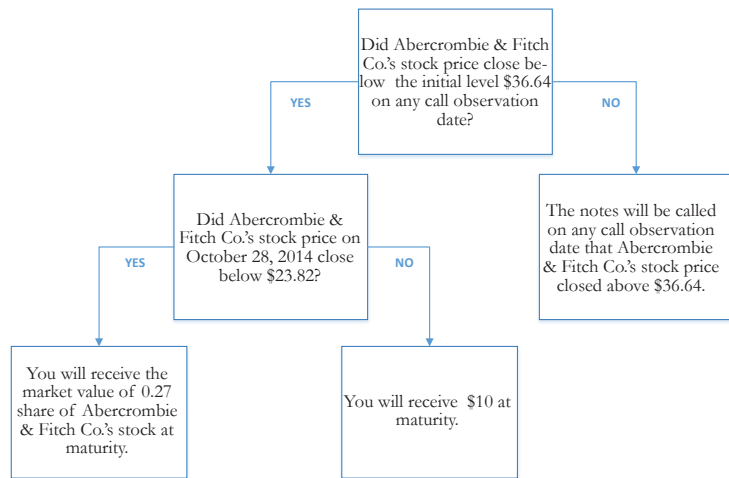 Did Abercrombie & Fitch
Co.'s stock price close be-
low the initial level $36.64
on any call observation
date?
YES
NO
Did Abercrombie &
Fitch Co.'s stock price on
October 28, 2014 close
below $23.82?
The notes will be called
on any call observation
date that Abercrombie
& Fitch Co.'s stock price
closed above $36.64.
YES
NO
You will receive the
market value of 0.27
share of Abercrombie
& Fitch Co.'s stock at
maturity.
You will receive $10 at
maturity.